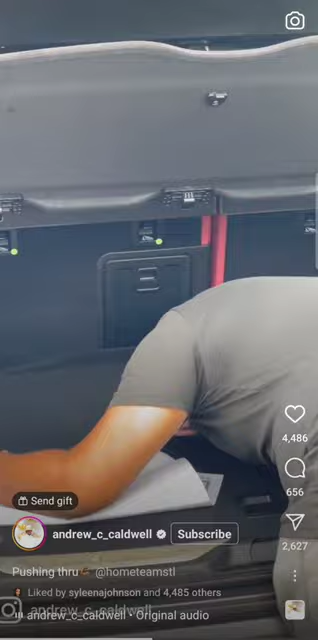 Send gift
4,486
656
andrew_c_caldwell Subscribe
2,627
Pushing thru💪🏾 @hometeamstl
Liked by syleenajohnson and 4,485 others
andrew_c_caldwell
andrew_c_caldwell • Original audio